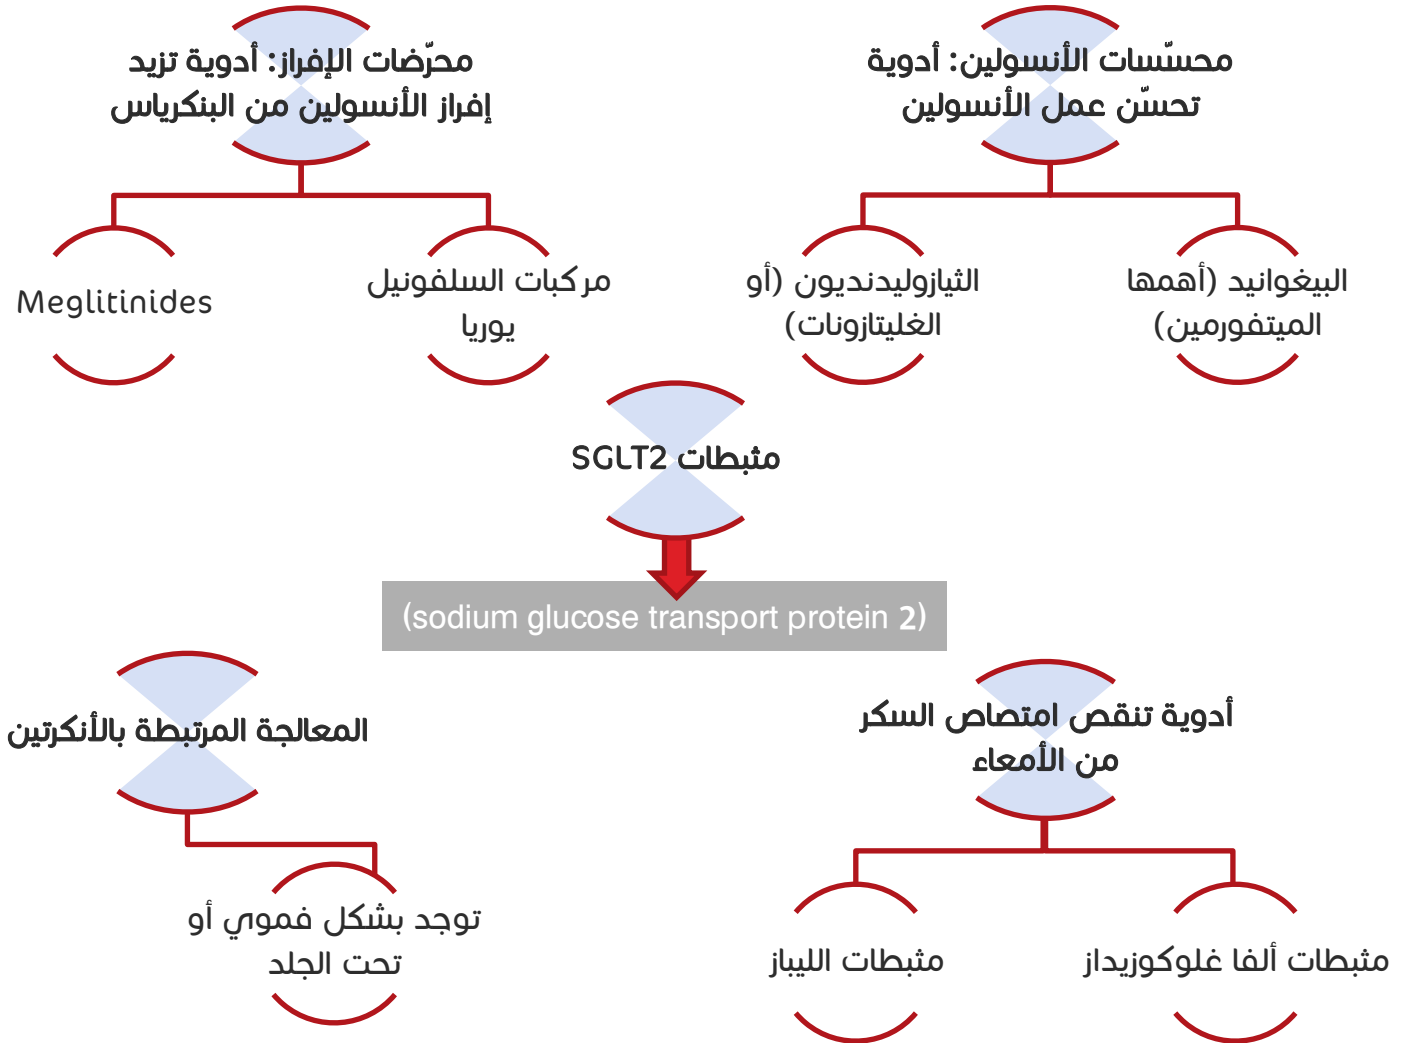 محسّسات الأنسولين: أدوية
تحسّن عمل الأنسولين
محرّضات الإفراز: أدوية تزيد
إفراز الأنسولين من البنكرياس
البيغوانيد (أهمها
الميتفورمين)
الثيازوليدنديون (أو
الغليتازونات)
مركبات السلفونيل
يوريا
Meglitinides
مثبطات SGLT2
(sodium glucose transport protein 2)
أدوية تنقص امتصاص السكر
من الأمعاء
المعالجة المرتبطة بالأنكرتين
مثبطات ألفا غلوكوزيداز
مثبطات الليباز
توجد بشكل فموي أو
تحت الجلد